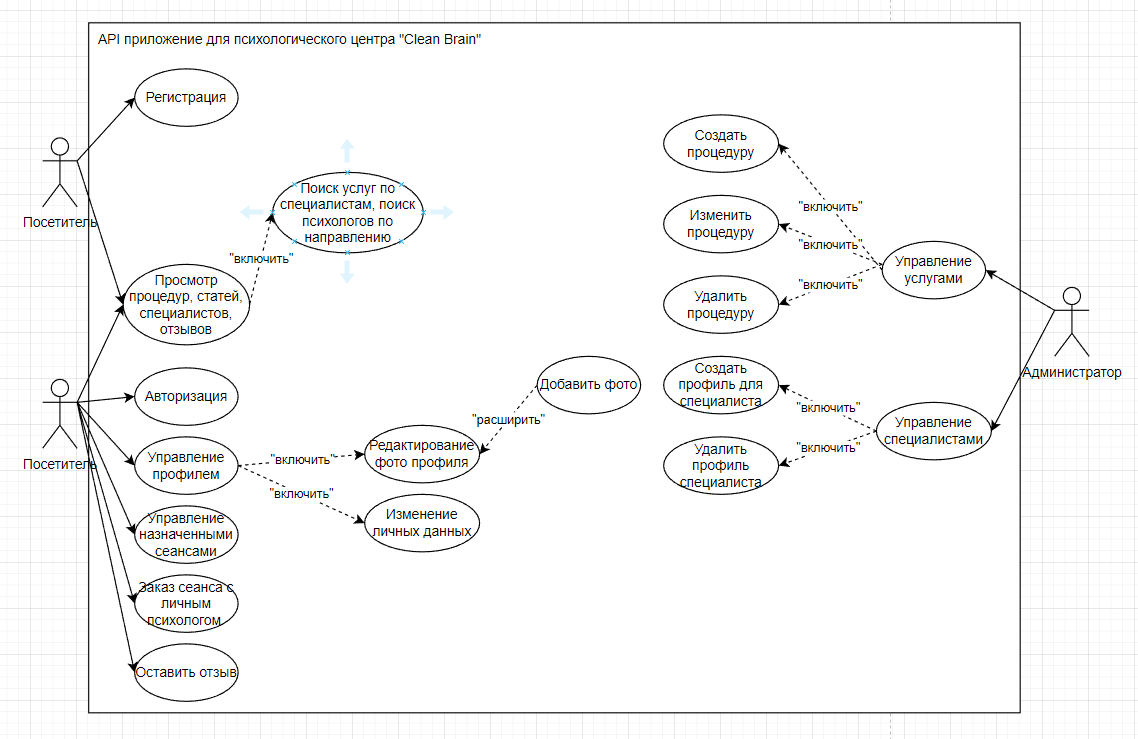 API приложение для психологического центра "Clean Brain"
Регистрация
Посетитель
Поиск услуг по
специалистам, поиск
психологов по
направлению
"включить"
Просмотр
процедур, статей,
специалистов,
отзывов
Посетитель
Авторизация
Управление
профилем
"включить"
"включить"
Редактирование
фото профиля
"расширить"
Добавить фото
Изменение
личных данных
Управление
назначенными
сеансами
Заказ сеанса с
личным
психологом
Оставить отзыв
Создать
процедуру
"включить"
Изменить
процедуру
"включить"
Удалить
процедуру
"включить"
Управление
услугами
Создать
профиль для
специалиста
"включить"
Удалить
профиль
специалиста
"включить"
Управление
специалистами
Администратор